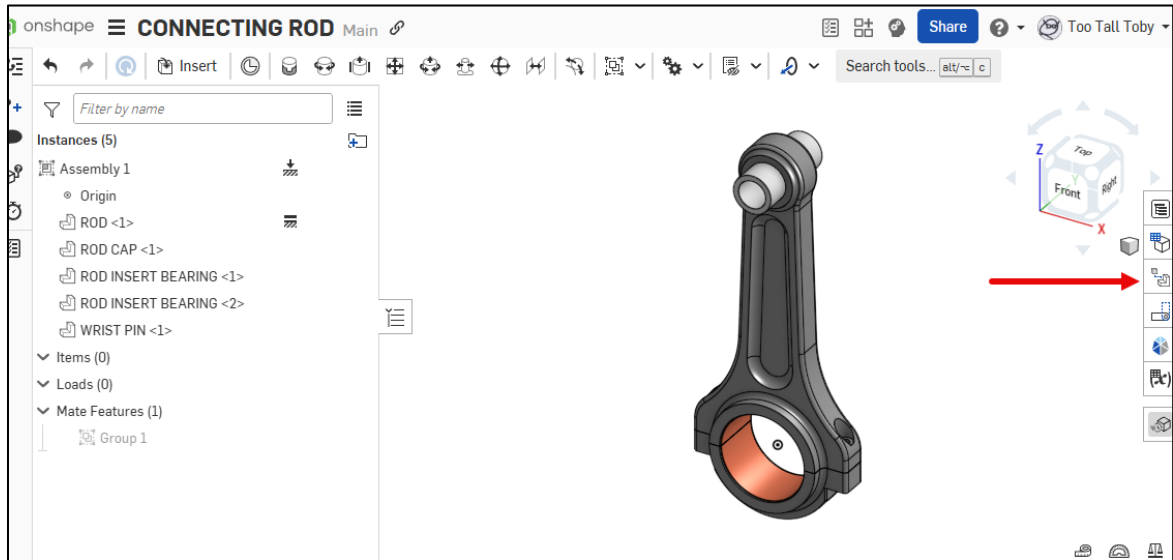 onshape CONNECTING ROD Main Share Too Tall Toby
Insert Search tools... alt/⌥ c
Filter by name
Instances (5)
Assembly 1
Origin
ROD <1>
ROD CAP <1>
ROD INSERT BEARING <1>
ROD INSERT BEARING <2>
WRIST PIN <1>
Items (0)
Loads (0)
Mate Features (1)
Group 1
Z
Top
Y
Front Right
X
(x)